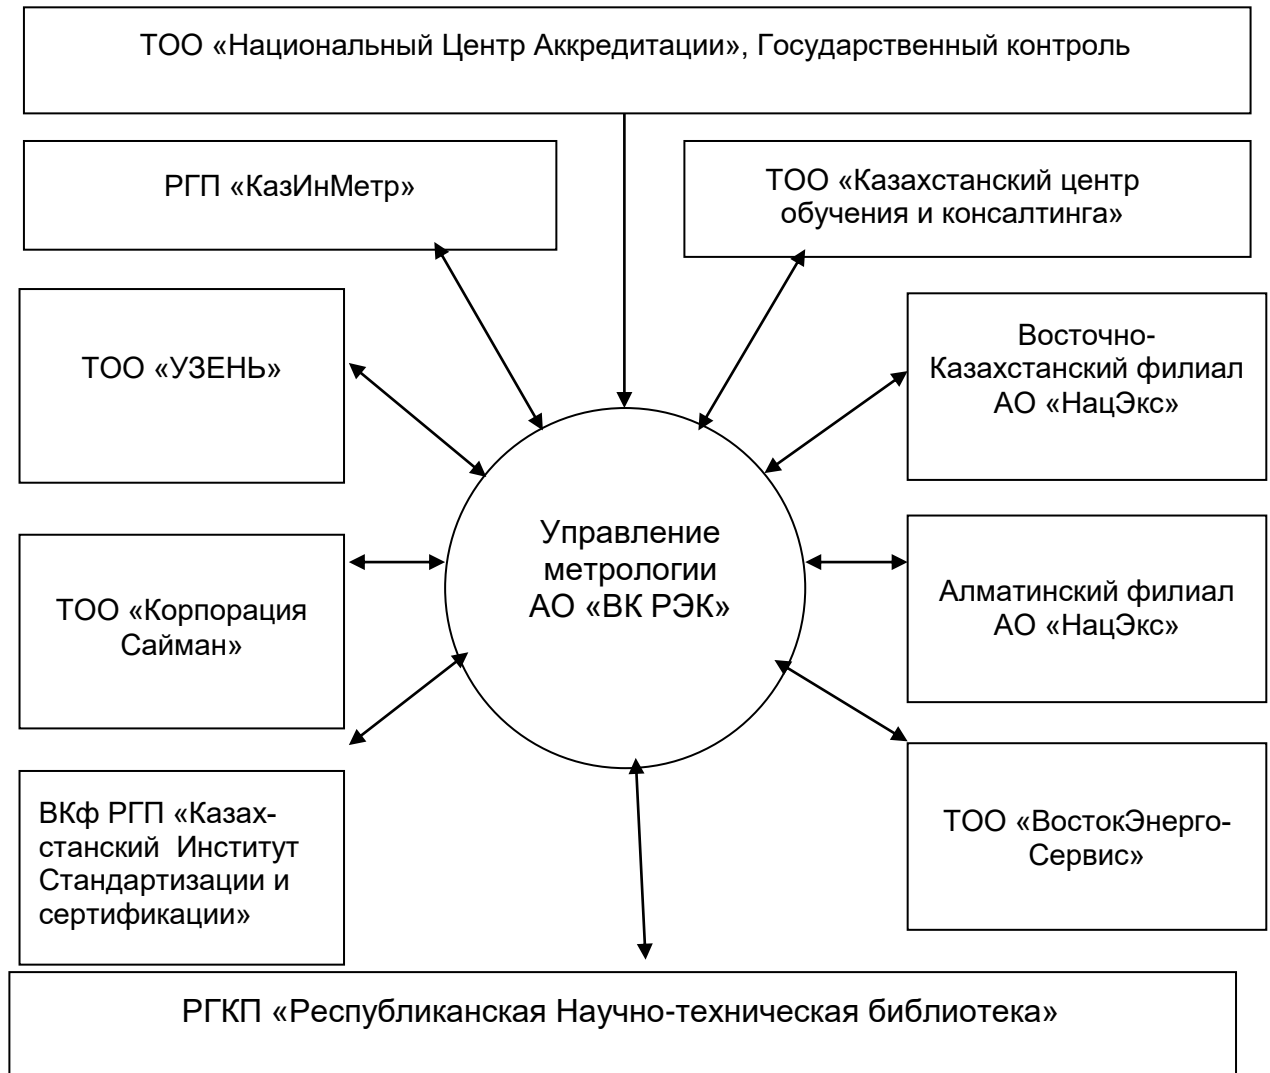 ТОО «Национальный Центр Аккредитации», Государственный контроль
РГП «КазИнМетр»
ТОО «Казахстанский центр
обучения и консалтинга»
ТОО «УЗЕНЬ»
Восточно-
Казахстанский филиал
АО «НацЭкс»
Управление
метрологии
АО «ВК РЭК»
ТОО «Корпорация
Сайман»
Алматинский филиал
АО «НацЭкс»
ВКф РГП «Казах-
станский  Институт
Стандартизации и
сертификации»
ТОО «ВостокЭнерго-
Сервис»
РГКП «Республиканская Научно-техническая библиотека»